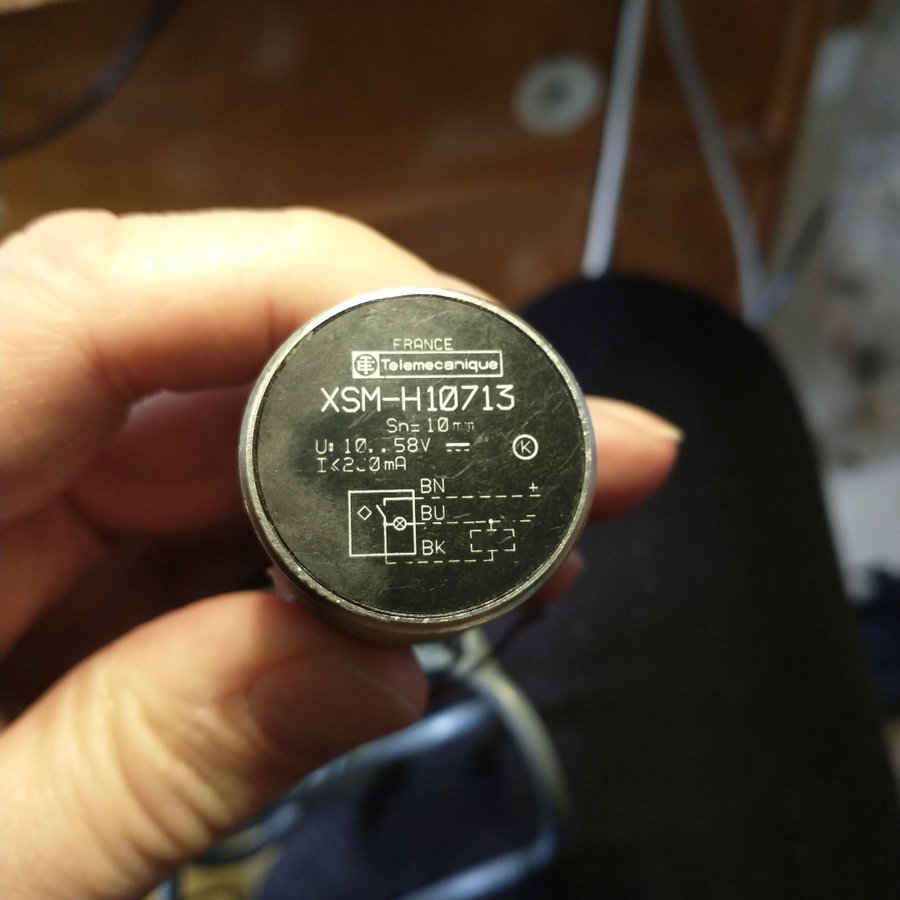 FRANCE
Telemecanique
XSM-H10713
Sn= 10mm
U: 10..58V
K
I<200mA
BN +
BU -
BK